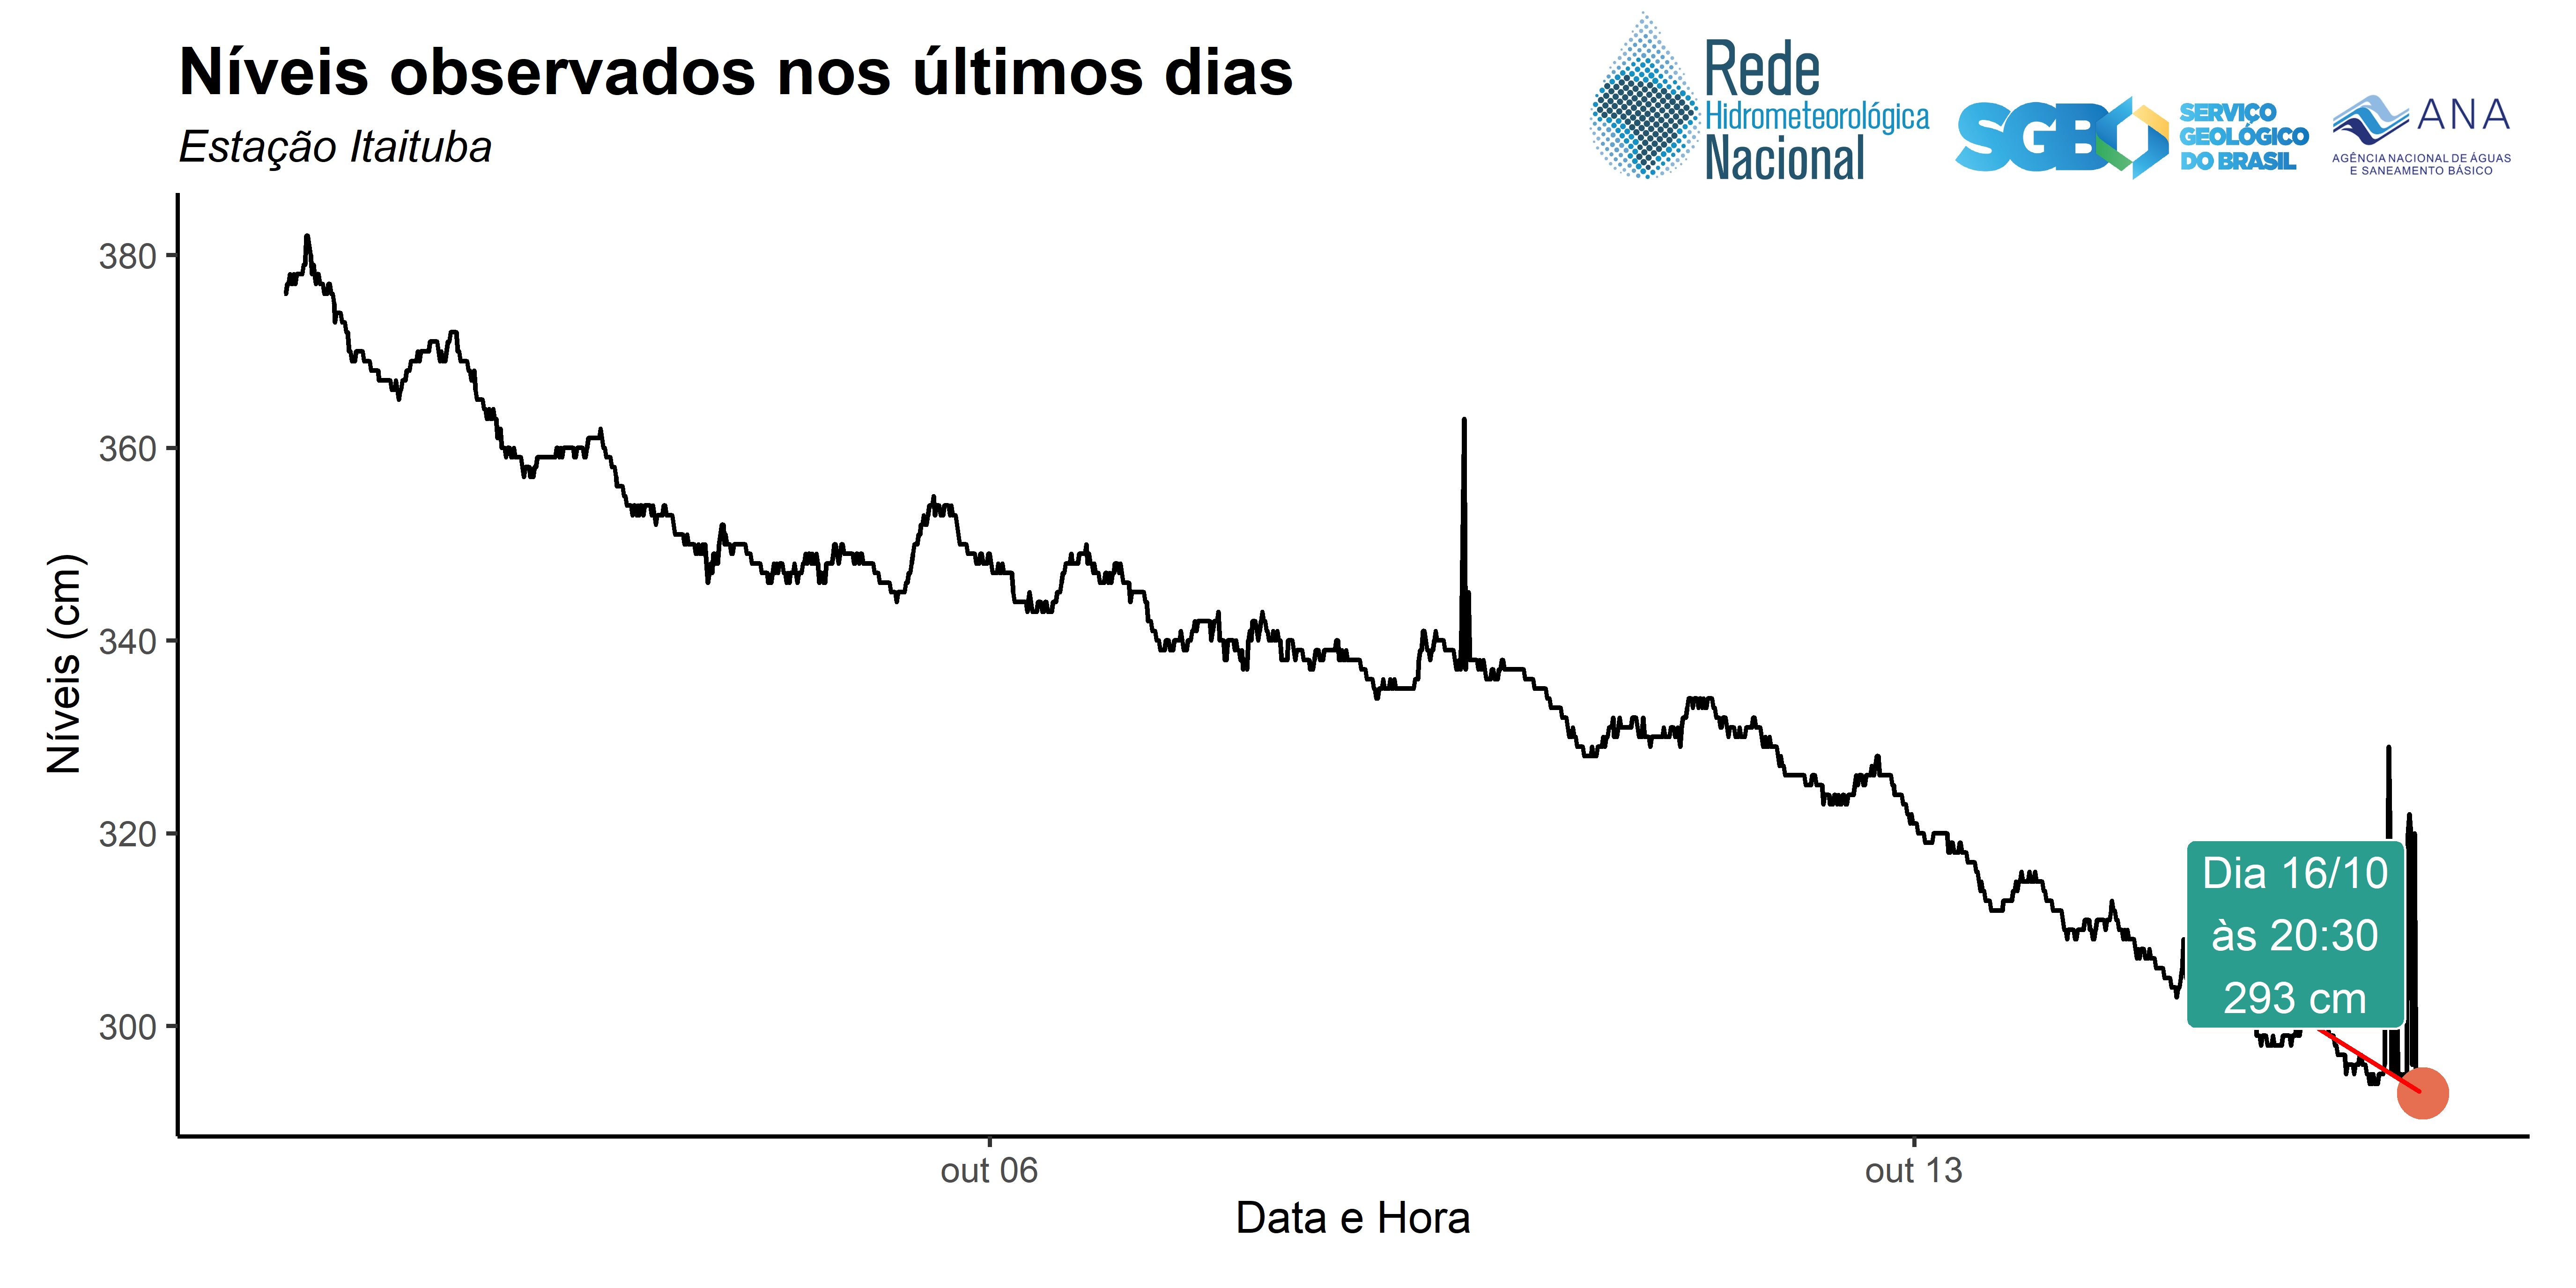 Níveis observados nos últimos dias
Estação Itaituba
Rede
Hidrometeorológica
Nacional
SGB
SERVIÇO
GEOLÓGICO
DO BRASIL
ANA
AGÊNCIA NACIONAL DE ÁGUAS
E SANEAMENTO BÁSICO
Níveis (cm)
380
360
340
320
300
Dia 16/10
às 20:30
293 cm
out 06
out 13
Data e Hora